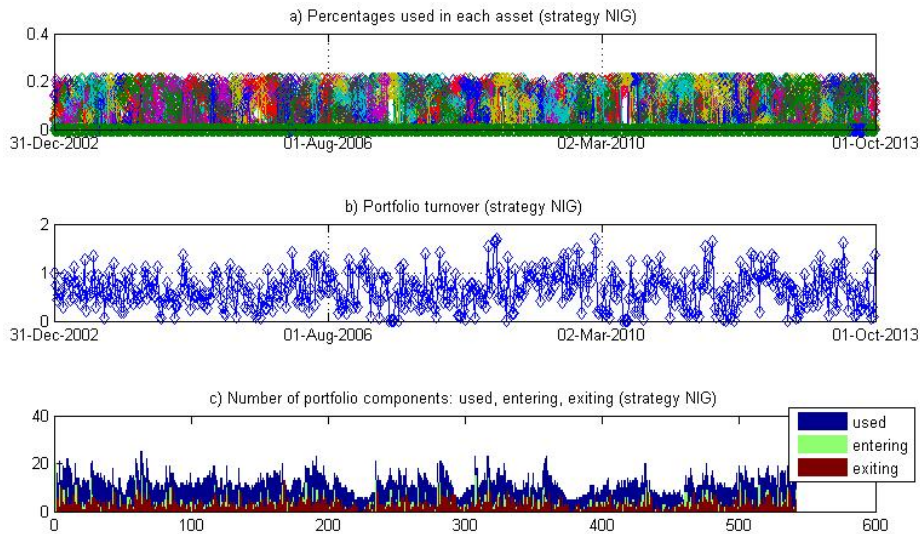 a) Percentages used in each asset (strategy NIG)
0.4
0.2
0
31-Dec-2002 01-Aug-2006 02-Mar-2010 01-Oct-2013
b) Portfolio turnover (strategy NIG)
2
1
0
31-Dec-2002 01-Aug-2006 02-Mar-2010 01-Oct-2013
c) Number of portfolio components: used, entering, exiting (strategy NIG)
40
20
0
used
entering
exiting
0 100 200 300 400 500 600